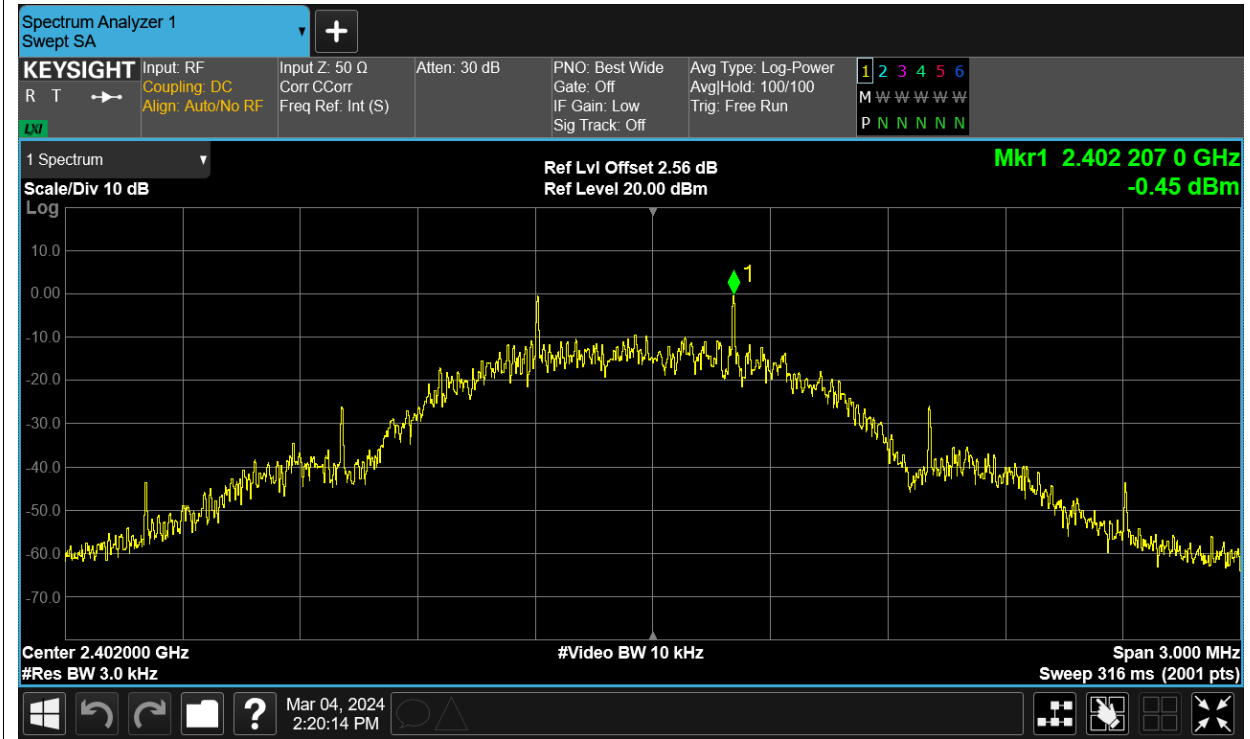 Spectrum Analyzer 1
Swept SA
KEYSIGHT
R T
LXI
Input: RF
Coupling: DC
Align: Auto/No RF
Input Z: 50 Ω
Corr CCorr
Freq Ref: Int (S)
Atten: 30 dB
PNO: Best Wide
Gate: Off
IF Gain: Low
Sig Track: Off
Avg Type: Log-Power
Avg|Hold: 100/100
Trig: Free Run
1 2 3 4 5 6
M W W W W W W
P N N N N N N
1 Spectrum
Scale/Div 10 dB
Log
Ref Lvl Offset 2.56 dB
Ref Level 20.00 dBm
Mkr1 2.402 207 0 GHz
-0.45 dBm
1
10.0
0.00
-10.0
-20.0
-30.0
-40.0
-50.0
-60.0
-70.0
Center 2.402000 GHz
#Res BW 3.0 kHz
#Video BW 10 kHz
Span 3.000 MHz
Sweep 316 ms (2001 pts)
?
Mar 04, 2024
2:20:14 PM